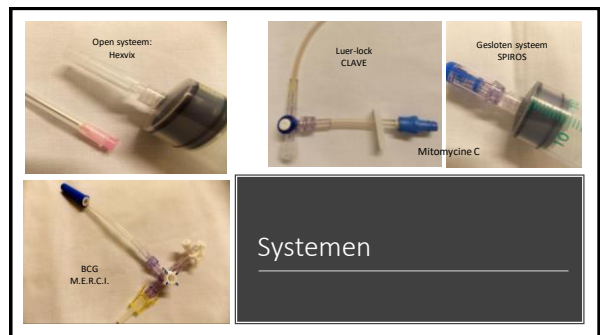 Open systeem:
Hexvix
Luer-lock
CLAVE
Gesloten systeem
SPIROS
Mitomycine C
BCG
M.E.R.C.I.
Systemen